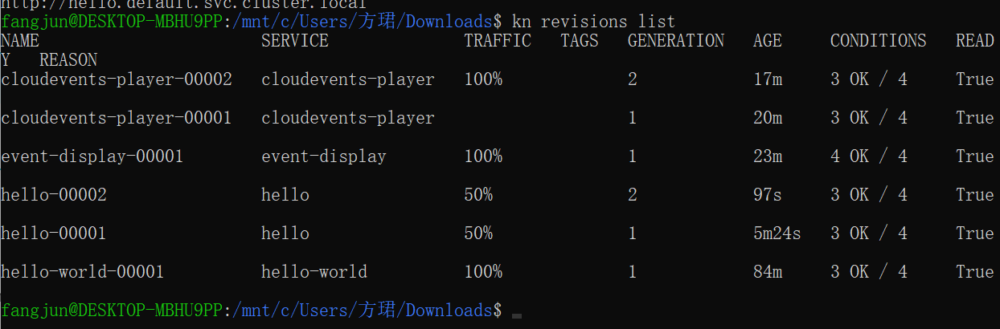 http://hello.default.svc.cluster.local
fangjun@DESKTOP-MBHU9PP:/mnt/c/Users/方珺/Downloads$ kn revisions list
NAME SERVICE TRAFFIC TAGS GENERATION AGE CONDITIONS READ
Y REASON
cloudevents-player-00002 cloudevents-player 100% 2 17m 3 OK / 4 True
cloudevents-player-00001 cloudevents-player 1 20m 3 OK / 4 True
event-display-00001 event-display 100% 1 23m 4 OK / 4 True
hello-00002 hello 50% 2 97s 3 OK / 4 True
hello-00001 hello 50% 1 5m24s 3 OK / 4 True
hello-world-00001 hello-world 100% 1 84m 3 OK / 4 True
fangjun@DESKTOP-MBHU9PP:/mnt/c/Users/方珺/Downloads$